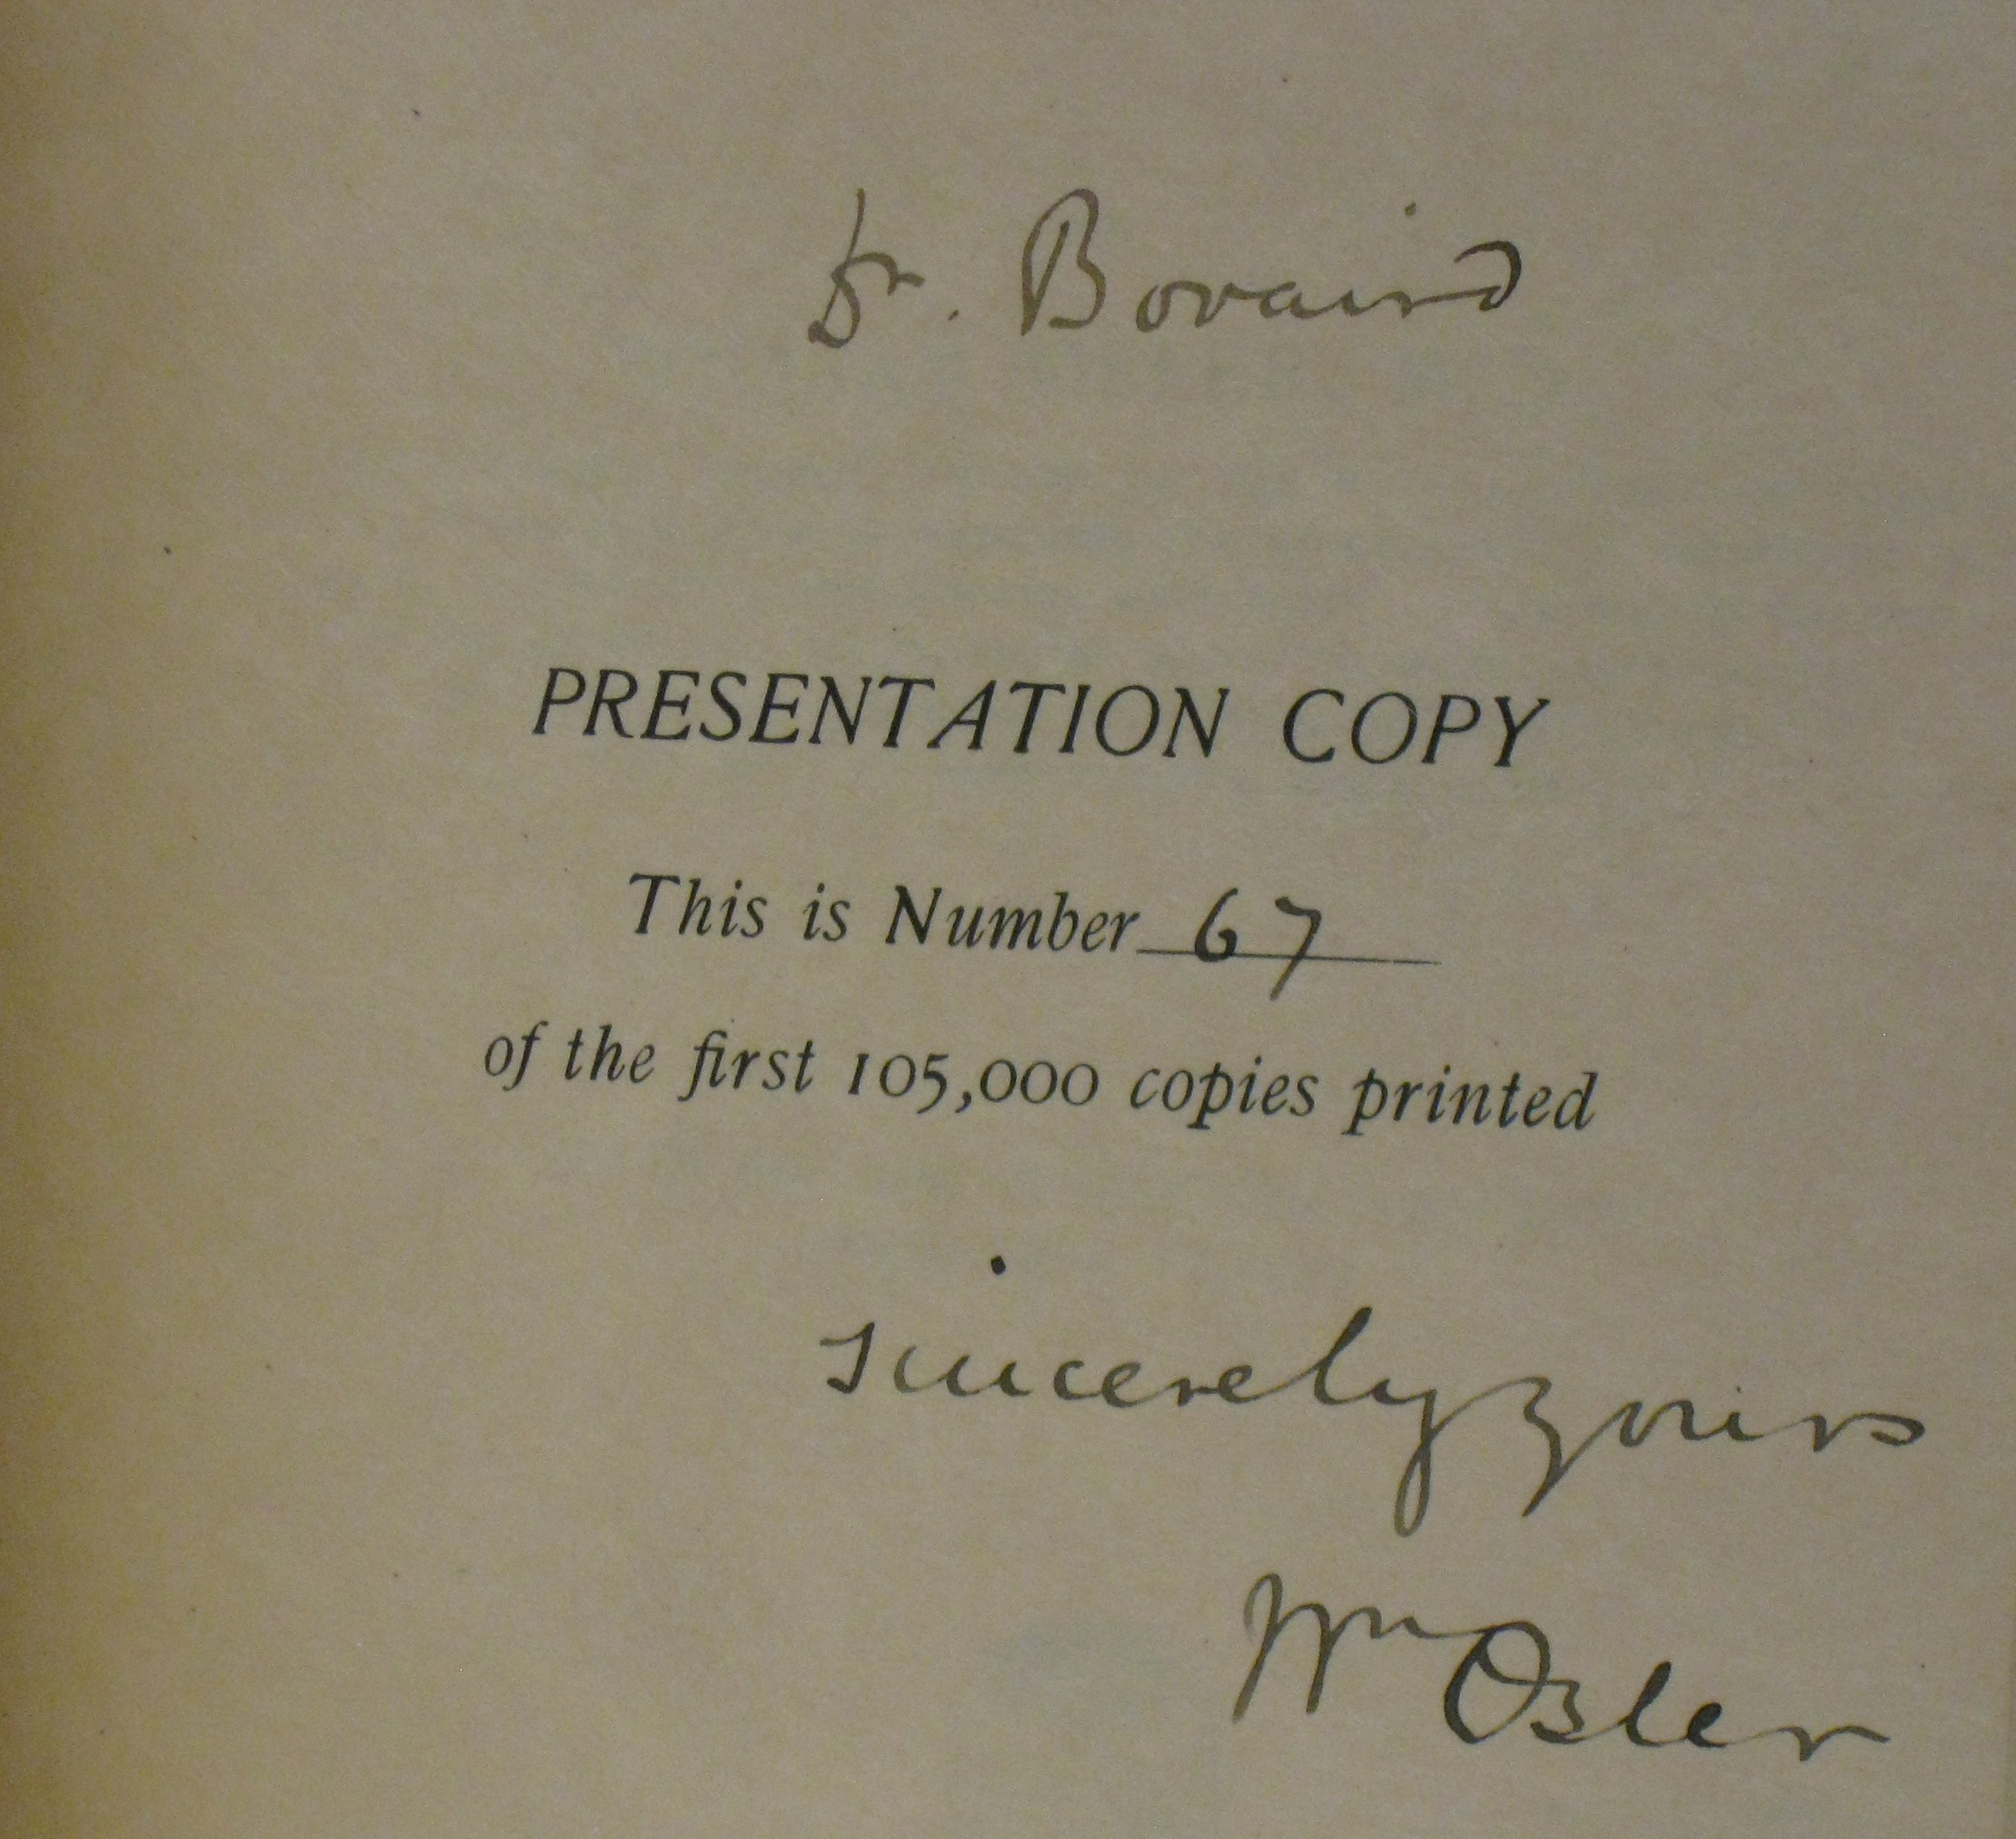 Dr. Bovaird
PRESENTATION COPY
This is Number 67
of the first 105,000 copies printed
sincerely yours
Wm Osler